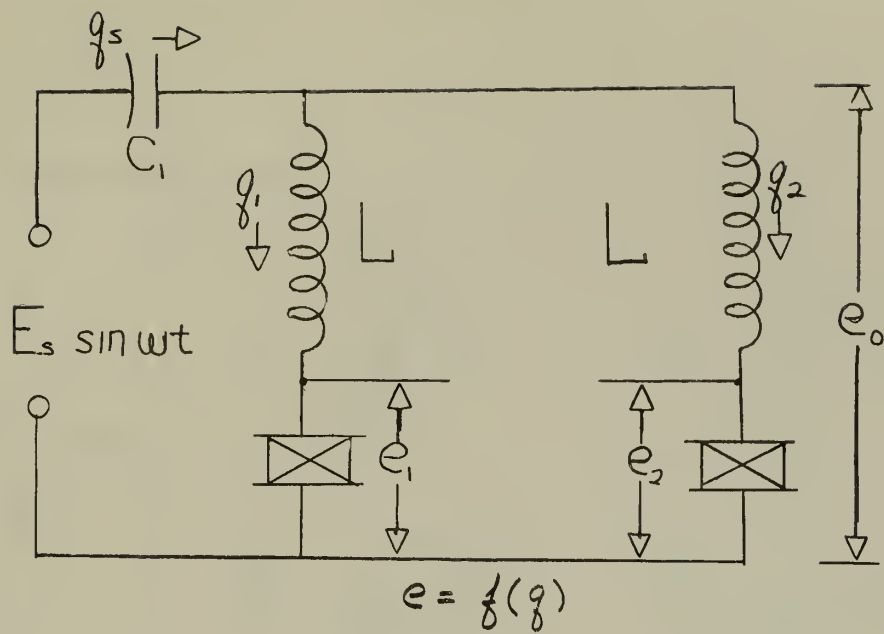 qs
C₁
q₁
L
L
q₂
Es sin ωt
e₀
e₁
e₂
e = f(q)